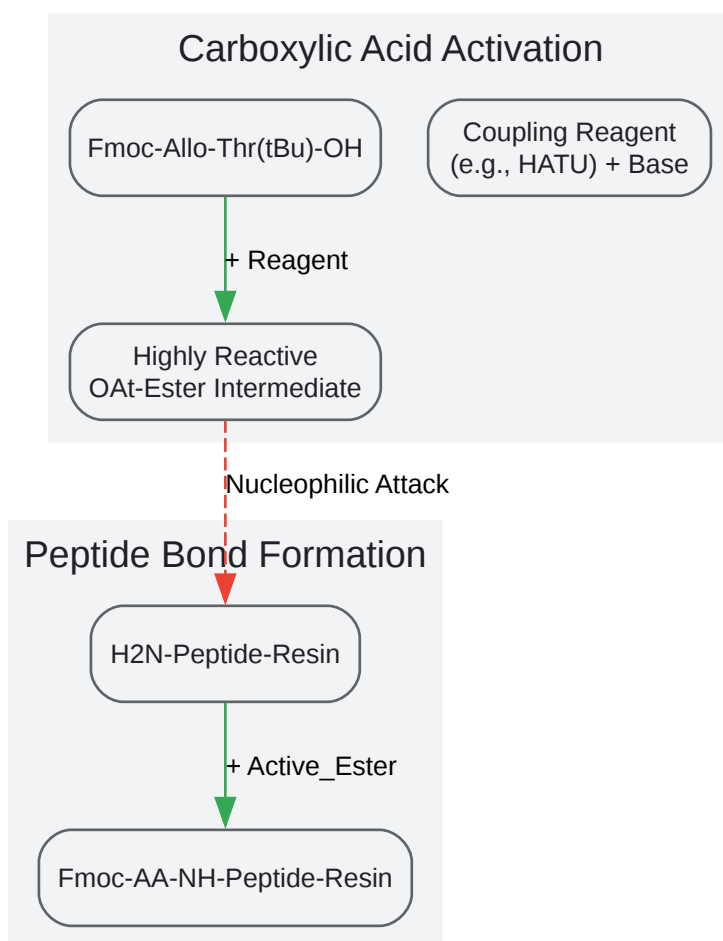 Carboxylic Acid Activation
Fmoc-Allo-Thr(tBu)-OH
Coupling Reagent
(e.g., HATU) + Base
+ Reagent
Highly Reactive
OAt-Ester Intermediate
Nucleophilic Attack
Peptide Bond Formation
H2N-Peptide-Resin
+ Active_Ester
Fmoc-AA-NH-Peptide-Resin